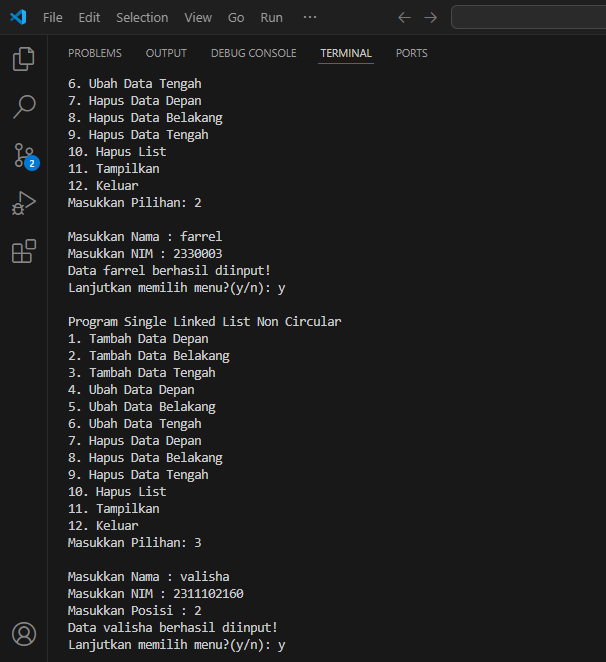 File Edit Selection View Go Run ···
PROBLEMS OUTPUT DEBUG CONSOLE TERMINAL PORTS
6. Ubah Data Tengah
7. Hapus Data Depan
8. Hapus Data Belakang
9. Hapus Data Tengah
10. Hapus List
11. Tampilkan
12. Keluar
Masukkan Pilihan: 2
Masukkan Nama : farrel
Masukkan NIM : 2330003
Data farrel berhasil diinput!
Lanjutkan memilih menu?(y/n): y
Program Single Linked List Non Circular
1. Tambah Data Depan
2. Tambah Data Belakang
3. Tambah Data Tengah
4. Ubah Data Depan
5. Ubah Data Belakang
6. Ubah Data Tengah
7. Hapus Data Depan
8. Hapus Data Belakang
9. Hapus Data Tengah
10. Hapus List
11. Tampilkan
12. Keluar
Masukkan Pilihan: 3
Masukkan Nama : valisha
Masukkan NIM : 2311102160
Masukkan Posisi : 2
Data valisha berhasil diinput!
Lanjutkan memilih menu?(y/n): y
2